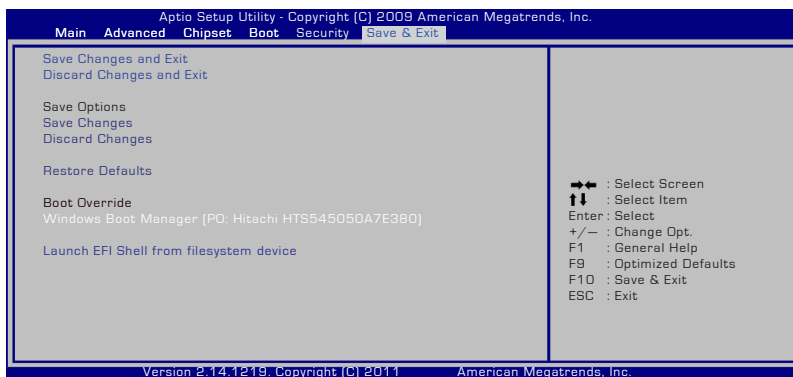 Aptio Setup Utility - Copyright (C) 2009 American Megatrends, Inc.
Main Advanced Chipset Boot Security Save & Exit
Save Changes and Exit
Discard Changes and Exit
Save Options
Save Changes
Discard Changes
Restore Defaults
Boot Override
Windows Boot Manager (PO: Hitachi HTS545050A7E380)
Launch EFI Shell from filesystem device
→← : Select Screen
↑↓ : Select Item
Enter : Select
+/— : Change Opt.
F1 : General Help
F9 : Optimized Defaults
F10 : Save & Exit
ESC : Exit
Version 2.14.1219. Copyright (C) 2011 American Megatrends, Inc.